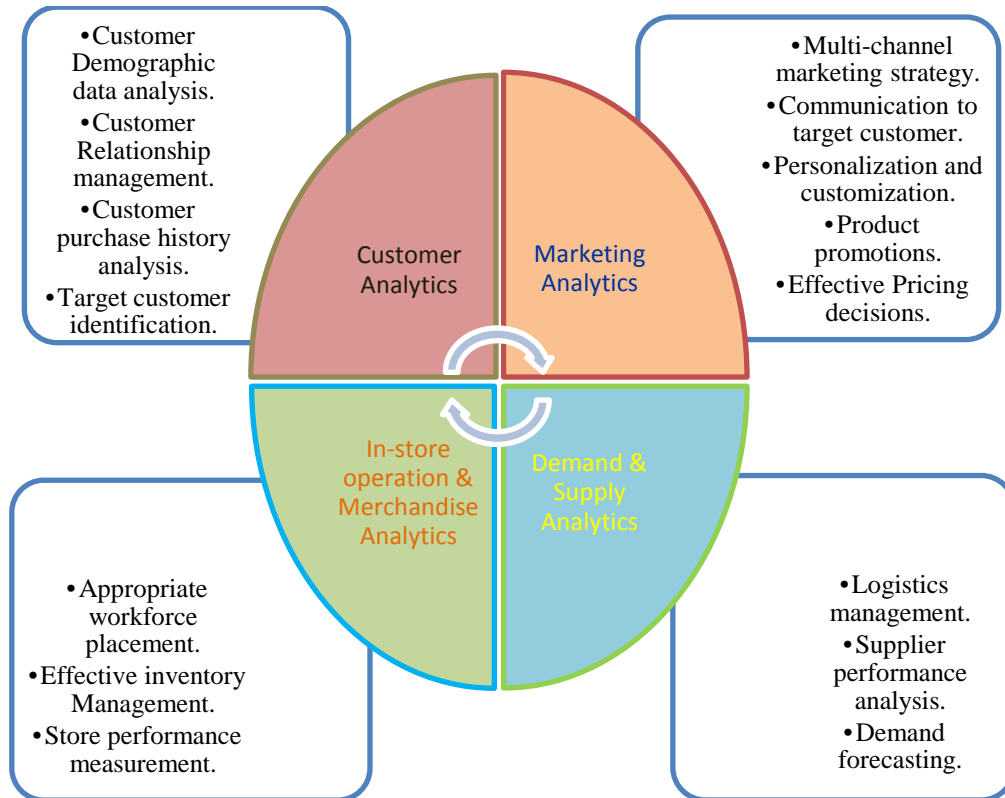 •Customer
Demographic
data analysis.
•Customer
Relationship
management.
•Customer
purchase history
analysis.
•Target customer
identification.
•Multi-channel
marketing strategy.
•Communication to
target customer.
•Personalization and
customization.
•Product
promotions.
•Effective Pricing
decisions.
Customer
Analytics
Marketing
Analytics
In-store
operation &
Merchandise
Analytics
Demand &
Supply
Analytics
•Appropriate
workforce
placement.
•Effective inventory
Management.
•Store performance
measurement.
•Logistics
management.
•Supplier
performance
analysis.
•Demand
forecasting.